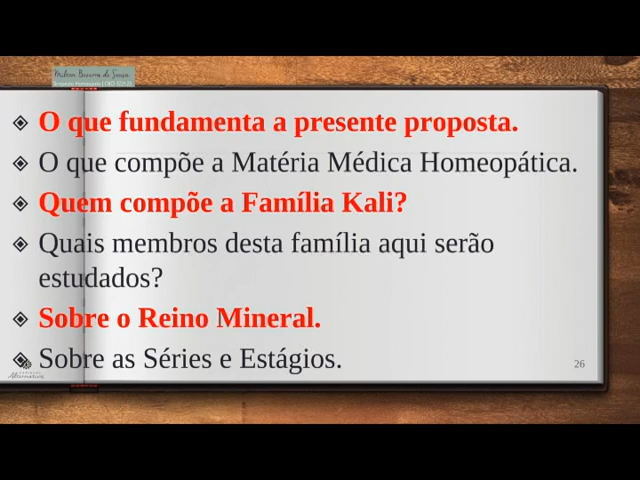 O que fundamenta a presente proposta.
O que compõe a Matéria Médica Homeopática.
Quem compõe a Família Kali?
Quais membros desta família aqui serão
estudados?
Sobre o Reino Mineral.
Sobre as Séries e Estágios.
26